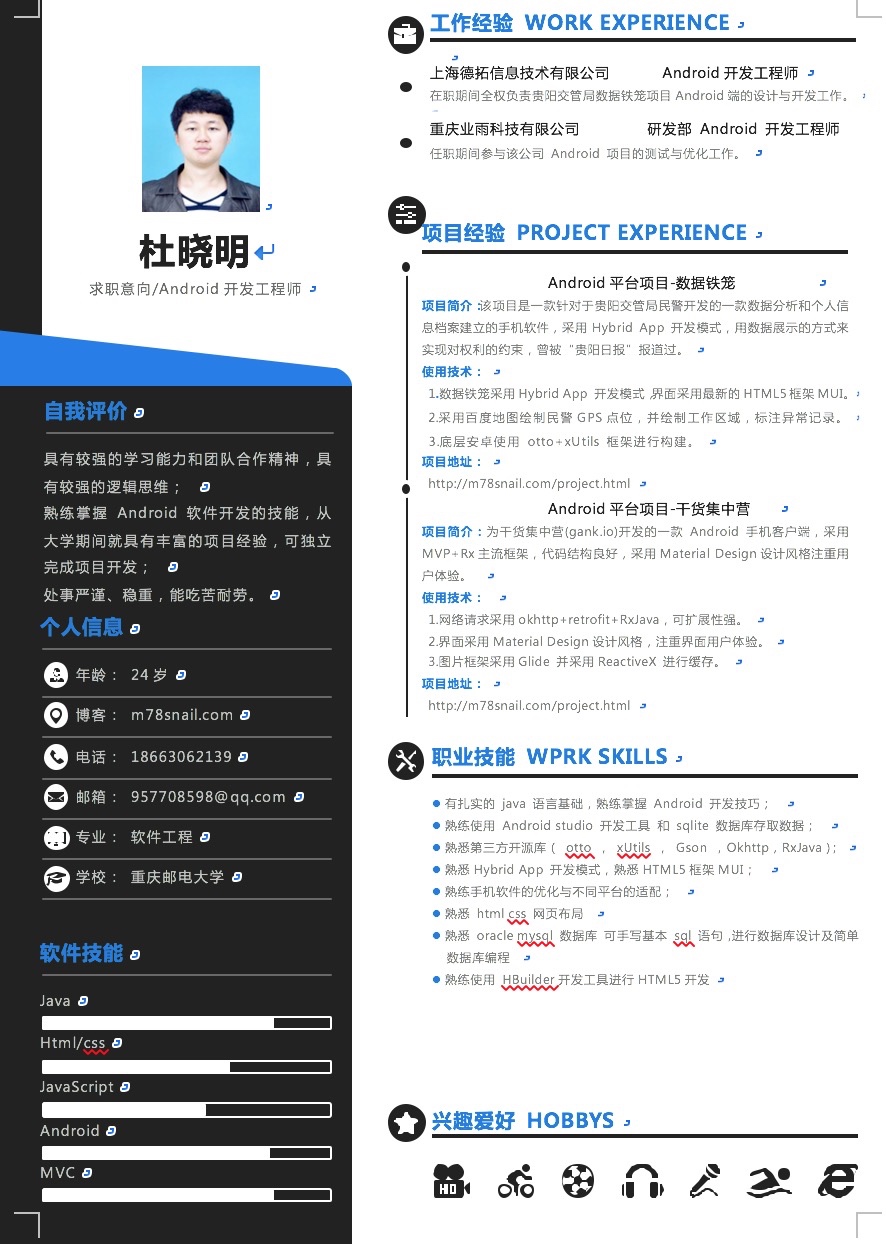 杜晓明
求职意向/Android 开发工程师
自我评价
具有较强的学习能力和团队合作精神，具
有较强的逻辑思维；
熟练掌握 Android 软件开发的技能，从
大学期间就具有丰富的项目经验，可独立
完成项目开发；
处事严谨、稳重，能吃苦耐劳。
个人信息
年龄： 24 岁
博客： m78snail.com
电话： 18663062139
邮箱： 957708598@qq.com
专业： 软件工程
学校： 重庆邮电大学
软件技能
Java
Html/css
JavaScript
Android
MVC
工作经验 WORK EXPERIENCE
上海德拓信息技术有限公司 Android 开发工程师
在职期间全权负责贵阳交管局数据铁笼项目 Android 端的设计与开发工作。
重庆业雨科技有限公司 研发部 Android 开发工程师
任职期间参与该公司 Android 项目的测试与优化工作。
项目经验 PROJECT EXPERIENCE
Android 平台项目-数据铁笼
项目简介：该项目是一款针对于贵阳交管局民警开发的一款数据分析和个人信
息档案建立的手机软件，采用 Hybrid App 开发模式，用数据展示的方式来
实现对权利的约束，曾被“贵阳日报”报道过。
使用技术：
1.数据铁笼采用 Hybrid App 开发模式,界面采用最新的 HTML5 框架 MUI。
2.采用百度地图绘制民警 GPS 点位，并绘制工作区域，标注异常记录。
3.底层安卓使用 otto+xUtils 框架进行构建。
项目地址：
http://m78snail.com/project.html
Android 平台项目-干货集中营
项目简介：为干货集中营(gank.io)开发的一款 Android 手机客户端，采用
MVP+Rx 主流框架，代码结构良好，采用 Material Design 设计风格注重用
户体验。
使用技术：
1.网络请求采用 okhttp+retrofit+RxJava，可扩展性强。
2.界面采用 Material Design 设计风格，注重界面用户体验。
3.图片框架采用 Glide 并采用 ReactiveX 进行缓存。
项目地址：
http://m78snail.com/project.html
职业技能 WPRK SKILLS
有扎实的 java 语言基础，熟练掌握 Android 开发技巧；
熟练使用 Android studio 开发工具 和 sqlite 数据库存取数据；
熟悉第三方开源库（ otto ， xUtils ， Gson ，Okhttp，RxJava）；
熟悉 Hybrid App 开发模式，熟悉 HTML5 框架 MUI；
熟练手机软件的优化与不同平台的适配；
熟悉 html css 网页布局
熟悉 oracle mysql 数据库 可手写基本 sql 语句 ,进行数据库设计及简单
数据库编程
熟练使用 HBuilder 开发工具进行 HTML5 开发
兴趣爱好 HOBBYS
HD